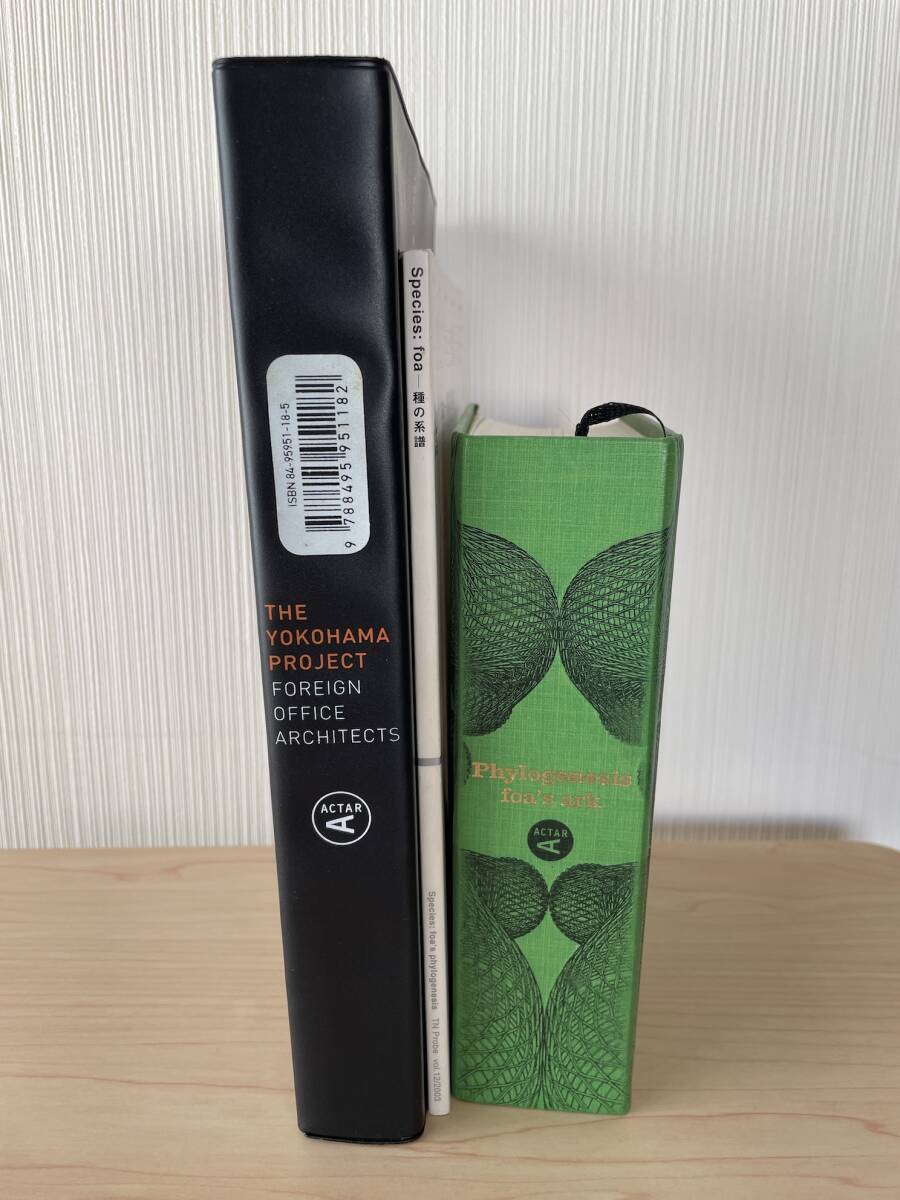 ISBN 84-95951-18-5
9 788495 951182
THE
YOKOHAMA
PROJECT
FOREIGN
OFFICE
ARCHITECTS
ACTAR
A
Species: foa — 種の系譜
Species: foa's phylogenesis TN Probe vol.12/2003
Phylogenesis
foa's ark
ACTAR
A